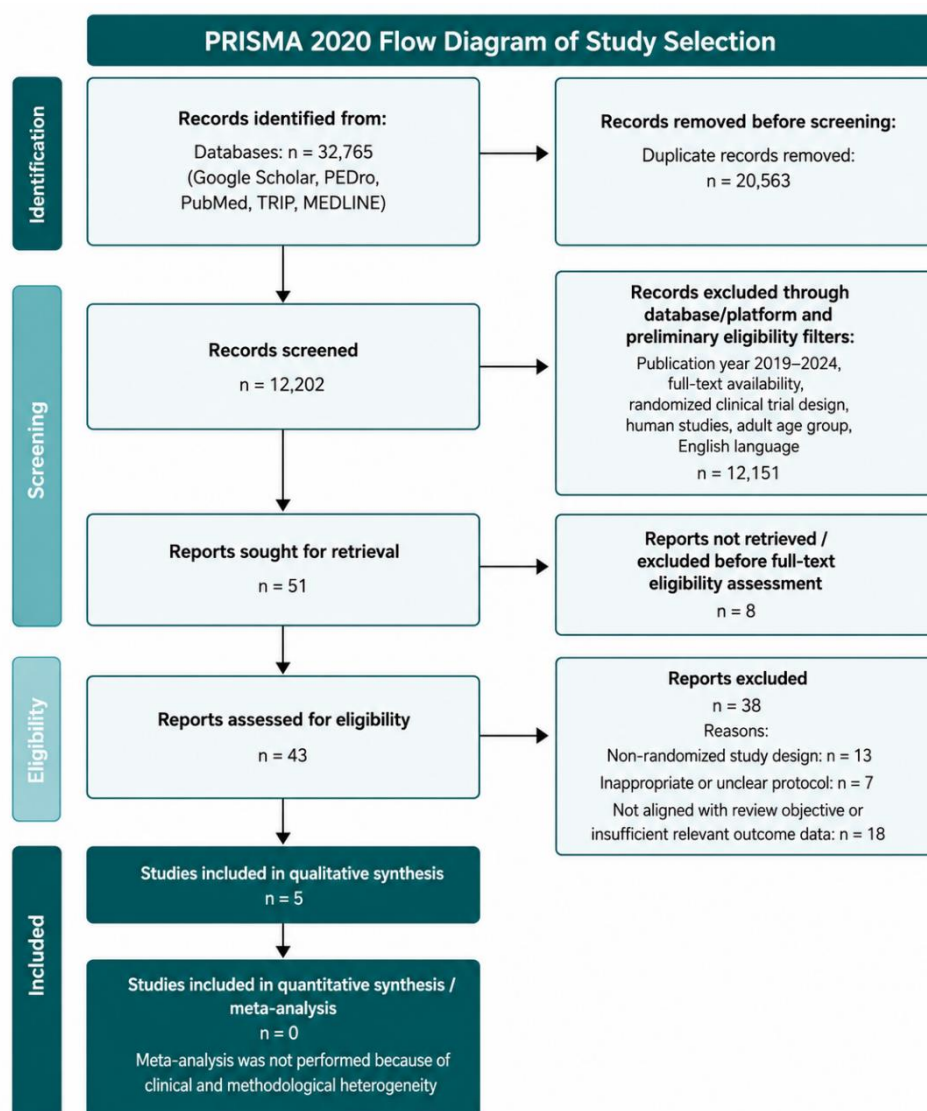 PRISMA 2020 Flow Diagram of Study Selection
Identification
Records identified from:
Databases: n = 32,765
(Google Scholar, PEDro,
PubMed, TRIP, MEDLINE)
Records removed before screening:
Duplicate records removed:
n = 20,563
Screening
Records screened
n = 12,202
Records excluded through
database/platform and
preliminary eligibility filters:
Publication year 2019–2024,
full-text availability,
randomized clinical trial design,
human studies, adult age group,
English language
n = 12,151
Reports sought for retrieval
n = 51
Reports not retrieved /
excluded before full-text
eligibility assessment
n = 8
Eligibility
Reports assessed for eligibility
n = 43
Reports excluded
n = 38
Reasons:
Non-randomized study design: n = 13
Inappropriate or unclear protocol: n = 7
Not aligned with review objective or
insufficient relevant outcome data: n = 18
Included
Studies included in qualitative synthesis
n = 5
Studies included in quantitative synthesis /
meta-analysis
n = 0
Meta-analysis was not performed because of
clinical and methodological heterogeneity